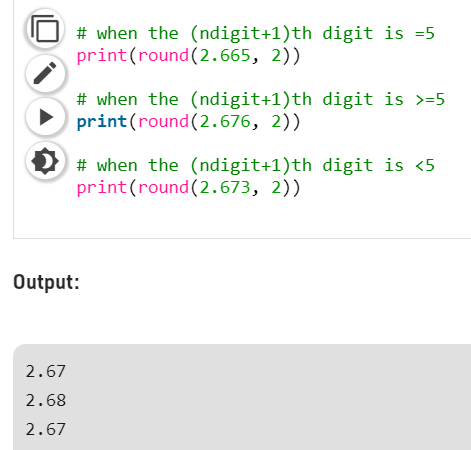 # when the (ndigit+1)th digit is =5
print(round(2.665, 2))
# when the (ndigit+1)th digit is >=5
print(round(2.676, 2))
# when the (ndigit+1)th digit is <5
print(round(2.673, 2))
Output:
2.67
2.68
2.67